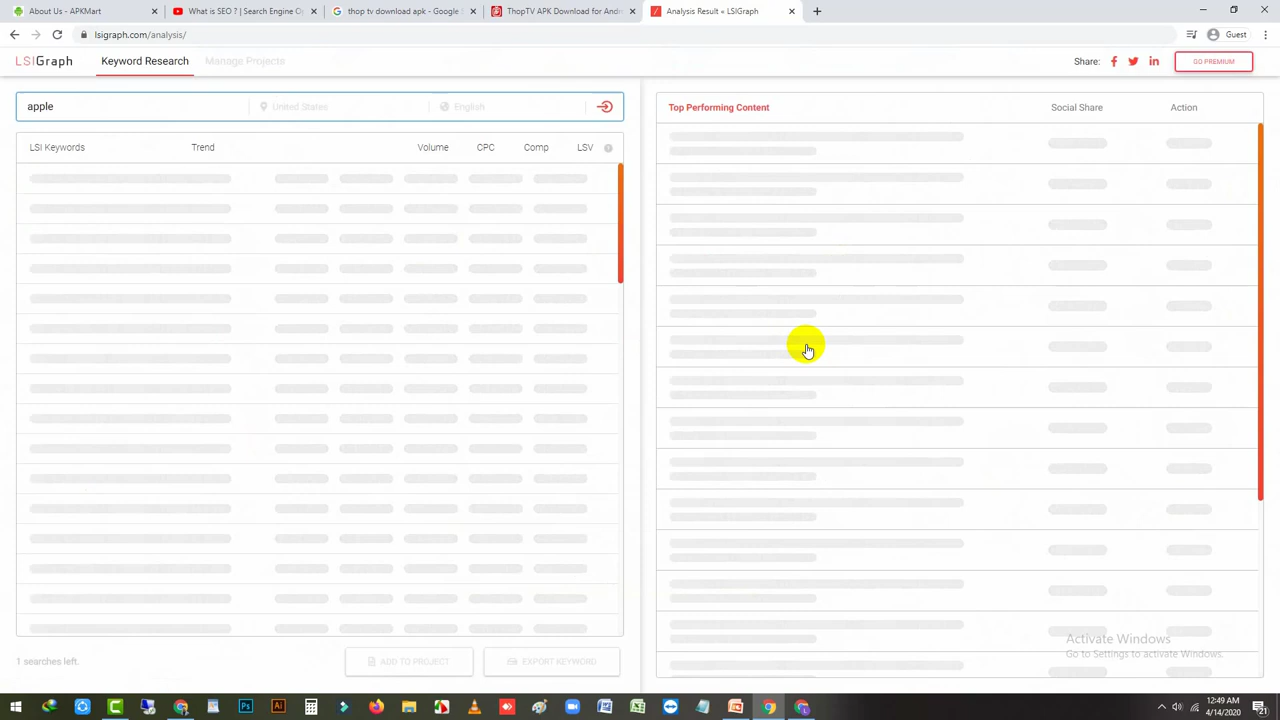 About Us - APKMart
What is SEO ? | Search Engine Op
thop tv download apk - Google S
ThopTV APK Download for Andr
Analysis Result « LSIGraph
lsigraph.com/analysis/
Guest
LSIGraph
Keyword Research
Manage Projects
Share:
GO PREMIUM
apple
United States
English
LSI Keywords
Trend
Volume
CPC
Comp
LSV
Top Performing Content
Social Share
Action
1 searches left.
ADD TO PROJECT
EXPORT KEYWORD
Activate Windows
Go to Settings to activate Windows.
12:49 AM
4/14/2020
21